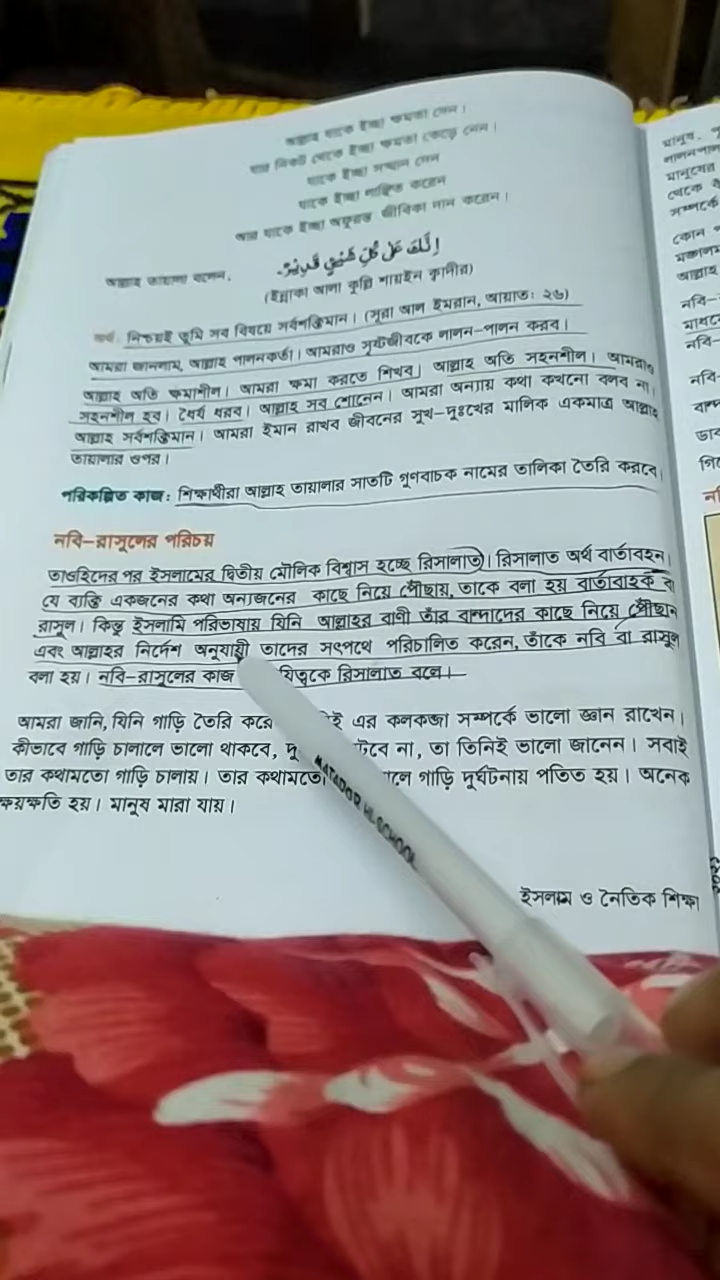 আল্লাহ যাকে ইচ্ছা ক্ষমতা দেন।
যার নিকট থেকে ইচ্ছা ক্ষমতা কেড়ে নেন।
যাকে ইচ্ছা সম্মান দেন
যাকে ইচ্ছা লাঞ্ছিত করেন
আর যাকে ইচ্ছা অফুরন্ত জীবিকা দান করেন।
আল্লাহ তায়ালা বলেন, اِنَّكَ عَلٰى كُلِّ شَيْئٍ قَدِيْرٌ
(ইন্নাকা আলা কুল্লি শায়ইন কাদীর)
অর্থ: নিশ্চয়ই তুমি সব বিষয়ে সর্বশক্তিমান। (সূরা আল ইমরান, আয়াত: ২৬)
আমরা জানলাম, আল্লাহ পালনকর্তা। আমরাও সৃষ্টজীবকে লালন-পালন করব।
আল্লাহ অতি ক্ষমাশীল। আমরা ক্ষমা করতে শিখব। আল্লাহ অতি সহনশীল। আমরাও
সহনশীল হব। ধৈর্য ধরব। আল্লাহ সব শোনেন। আমরা অন্যায় কথা কখনো বলব না।
আল্লাহ সর্বশক্তিমান। আমরা ইমান রাখব জীবনের সুখ-দুঃখের মালিক একমাত্র আল্লাহ
তায়ালার ওপর।
পরিকল্পিত কাজ: শিক্ষার্থীরা আল্লাহ তায়ালার সাতটি গুণবাচক নামের তালিকা তৈরি করবে।
নবি-রাসুলের পরিচয়
তাওহিদের পর ইসলামের দ্বিতীয় মৌলিক বিশ্বাস হচ্ছে রিসালাত। রিসালাত অর্থ বার্তাবহন।
যে ব্যক্তি একজনের কথা অন্যজনের কাছে নিয়ে পৌঁছায়, তাকে বলা হয় বার্তাবাহক বা
রাসুল। কিন্তু ইসলামি পরিভাষায় যিনি আল্লাহর বাণী তাঁর বান্দাদের কাছে নিয়ে পৌঁছান
এবং আল্লাহর নির্দেশ অনুযায়ী তাদের সৎপথে পরিচালিত করেন, তাঁকে নবি বা রাসুল
বলা হয়। নবি-রাসুলের কাজ য়িত্বকে রিসালাত বলে।
আমরা জানি, যিনি গাড়ি তৈরি করে ই এর কলকজা সম্পর্কে ভালো জ্ঞান রাখেন।
কীভাবে গাড়ি চালালে ভালো থাকবে, দু টবে না, তা তিনিই ভালো জানেন। সবাই
তার কথামতো গাড়ি চালায়। তার কথামতো লে গাড়ি দুর্ঘটনায় পতিত হয়। অনেক
ক্ষয়ক্ষতি হয়। মানুষ মারা যায়।
MATADOR HI-SCHOOL
ইসলাম ও নৈতিক শিক্ষা